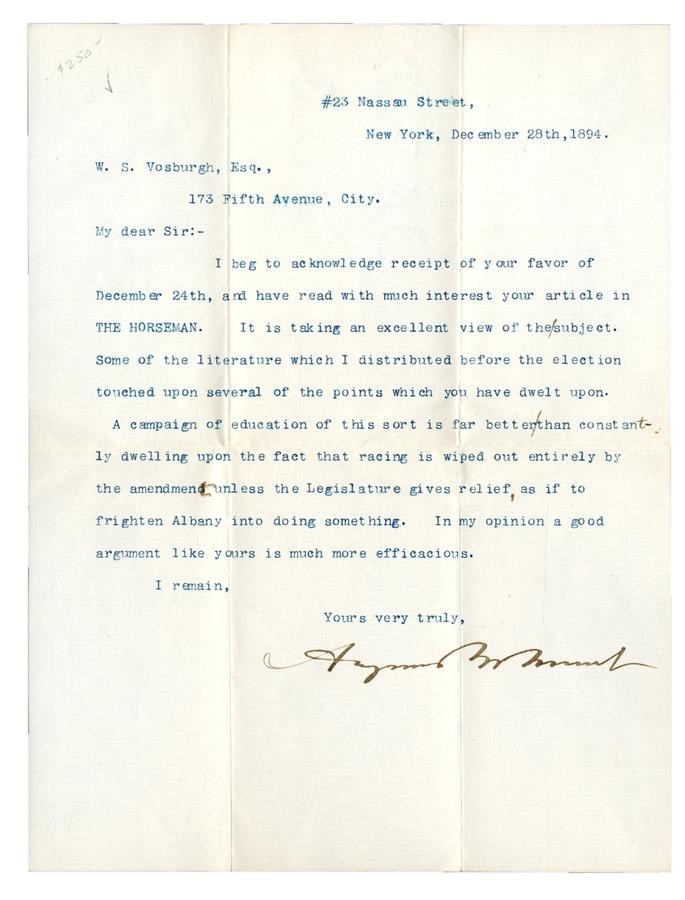 $250
#23 Nassau Street,
New York, December 28th,1894.
W. S. Vosburgh, Esq.,
173 Fifth Avenue, City.
My dear Sir:-
I beg to acknowledge receipt of your favor of
December 24th, and have read with much interest your article in
THE HORSEMAN. It is taking an excellent view of the/subject.
Some of the literature which I distributed before the election
touched upon several of the points which you have dwelt upon.
A campaign of education of this sort is far better/than constant-
ly dwelling upon the fact that racing is wiped out entirely by
the amendment unless the Legislature gives relief, as if to
frighten Albany into doing something. In my opinion a good
argument like yours is much more efficacious.
I remain,
Yours very truly,